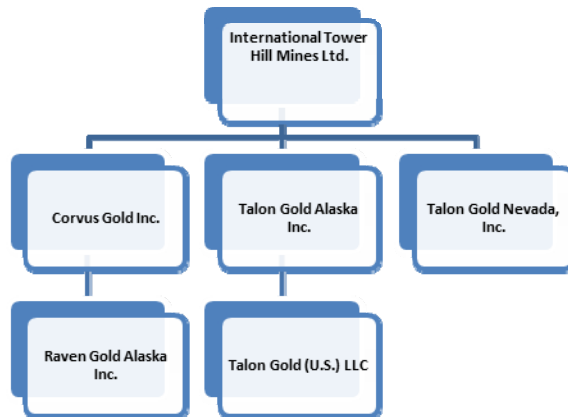 International Tower
Hill Mines Ltd.
Corvus Gold Inc.
Talon Gold Alaska
Inc.
Talon Gold Nevada,
Inc.
Raven Gold Alaska
Inc.
Talon Gold (U.S.) LLC